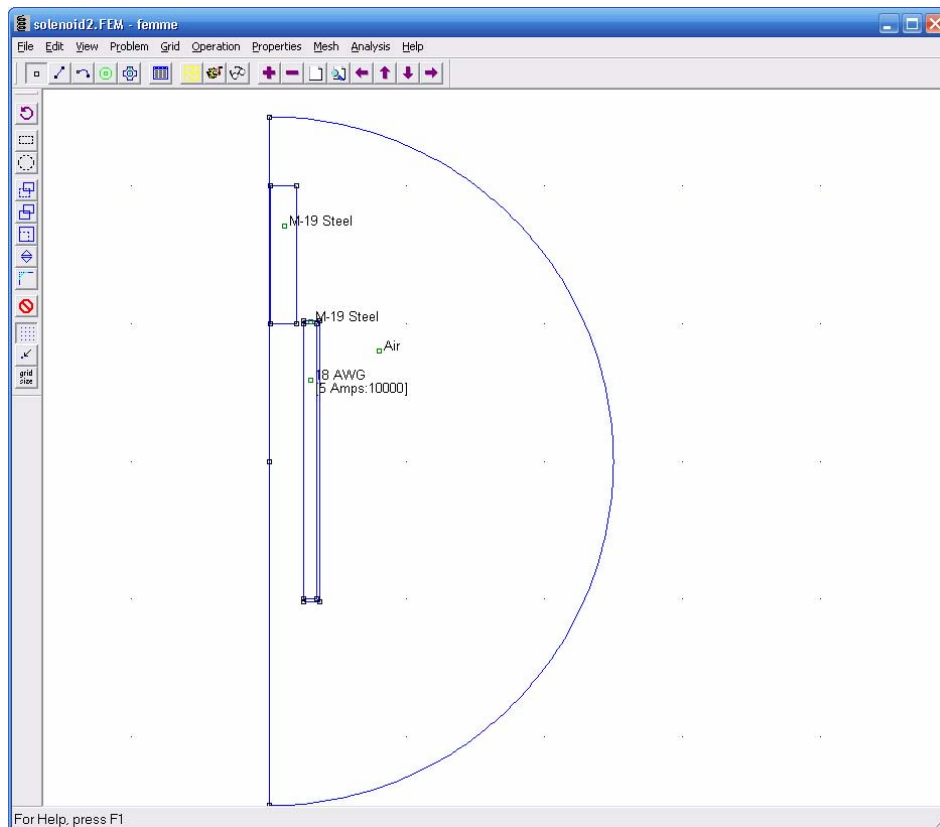 solenoid2.FEM - femme
File Edit View Problem Grid Operation Properties Mesh Analysis Help
M-19 Steel
M-19 Steel
Air
18 AWG
[5 Amps:10000]
grid
size
For Help, press F1